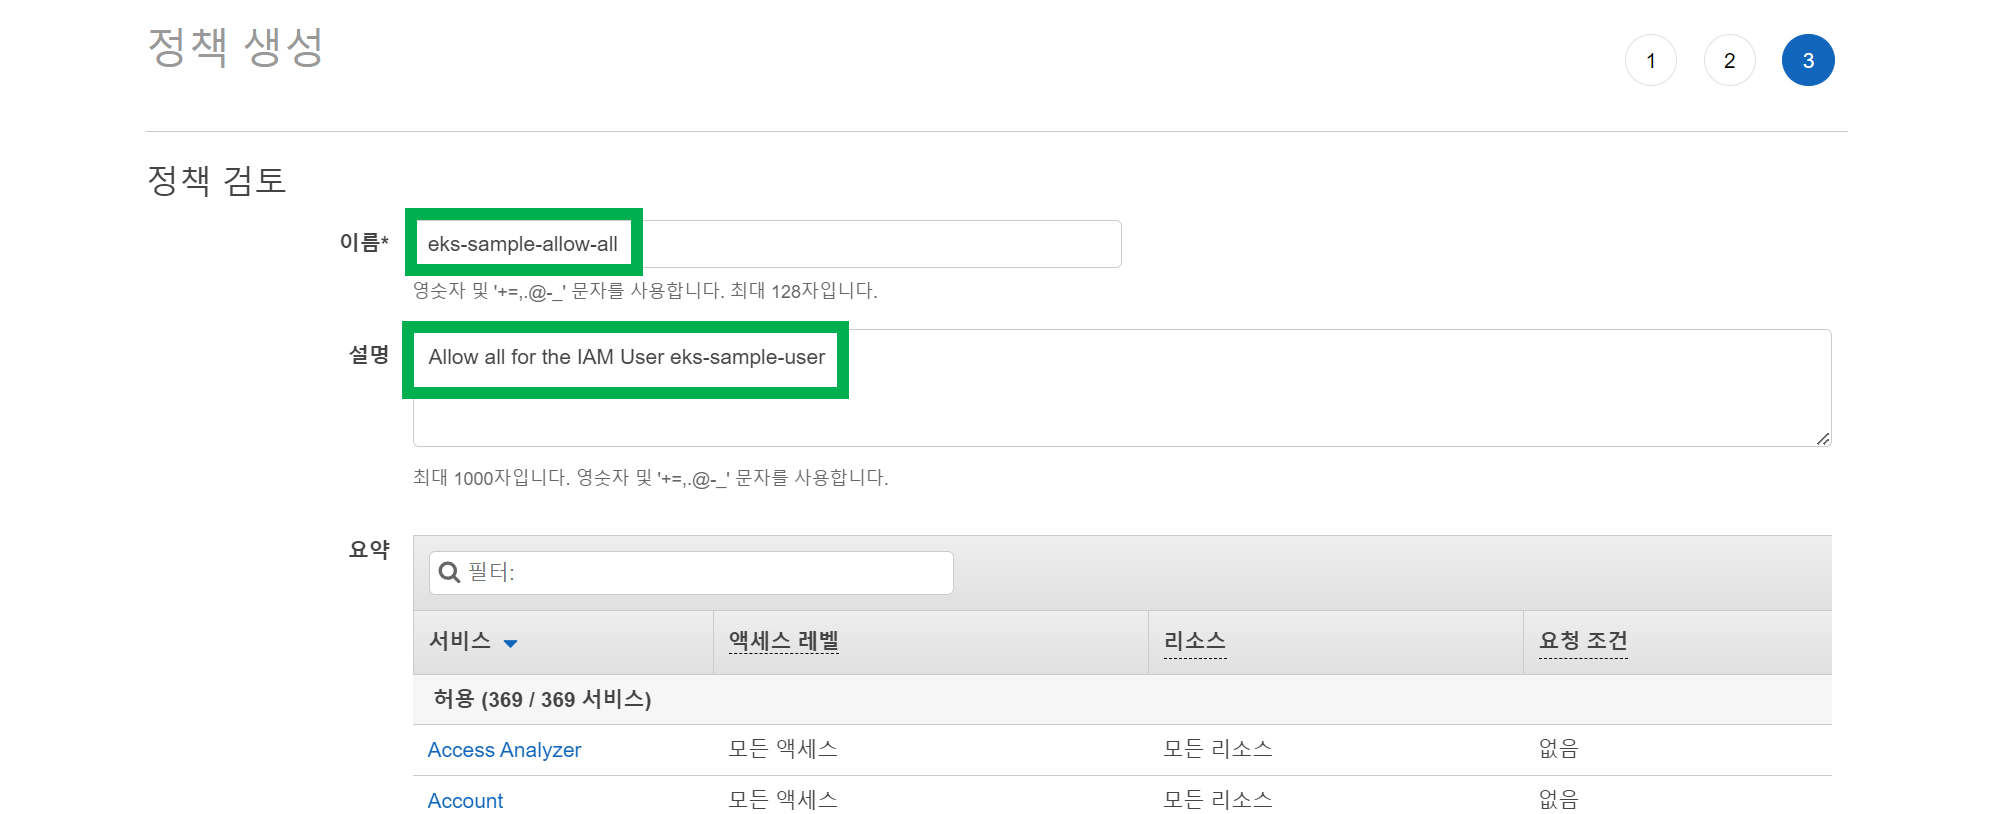 정책 생성
1 2 3
정책 검토
이름* eks-sample-allow-all
영숫자 및 '+=,.@-_' 문자를 사용합니다. 최대 128자입니다.
설명 Allow all for the IAM User eks-sample-user
최대 1000자입니다. 영숫자 및 '+=,.@-_' 문자를 사용합니다.
요약 필터:
서비스 액세스 레벨 리소스 요청 조건
허용 (369 / 369 서비스)
Access Analyzer 모든 액세스 모든 리소스 없음
Account 모든 액세스 모든 리소스 없음